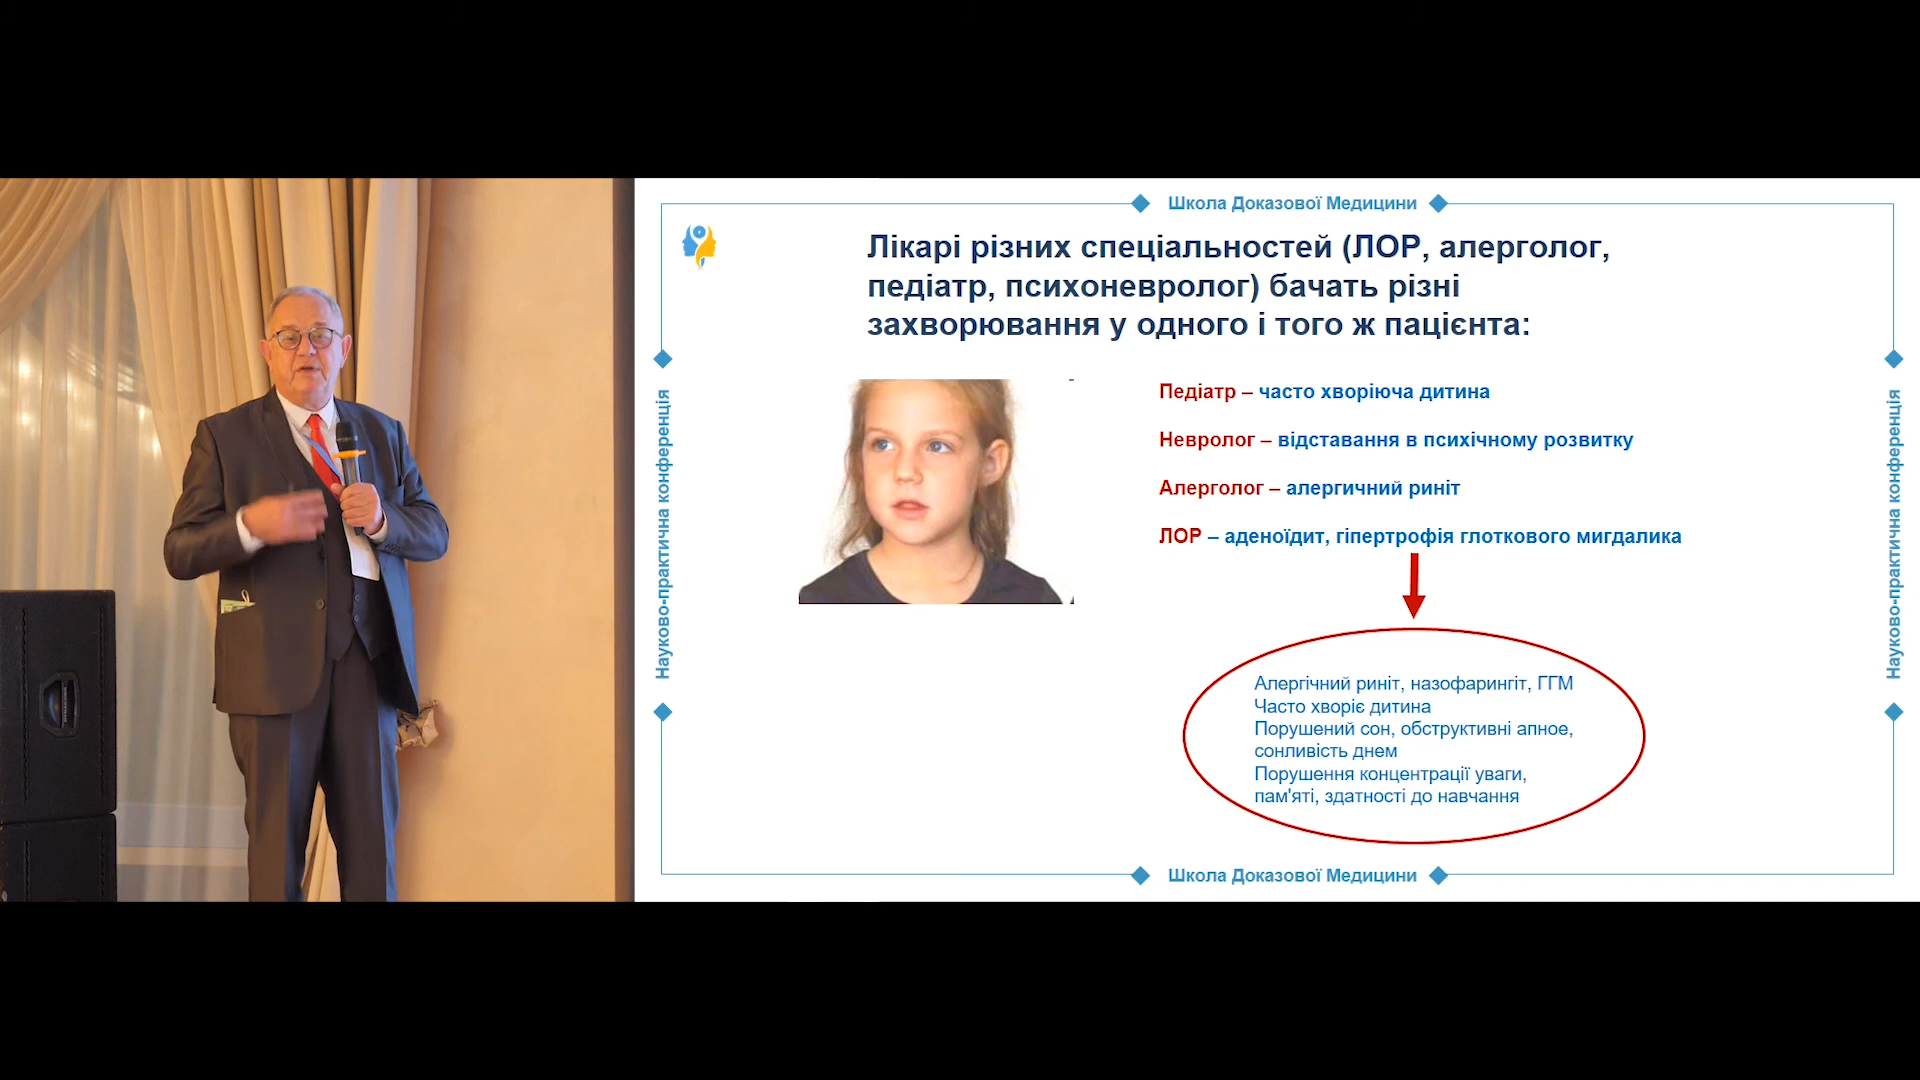 Школа Доказової Медицини
Лікарі різних спеціальностей (ЛОР, алерголог,
педіатр, психоневролог) бачать різні
захворювання у одного і того ж пацієнта:
Педіатр – часто хворіюча дитина
Невролог – відставання в психічному розвитку
Алерголог – алергичний риніт
ЛОР – аденоїдит, гіпертрофія глоткового мигдалика
Алергічний риніт, назофарингіт, ГГМ
Часто хворіє дитина
Порушений сон, обструктивні апное,
сонливість днем
Порушення концентрації уваги,
пам'яті, здатності до навчання
Науково-практична конференція
Науково-практична конференція
Школа Доказової Медицини